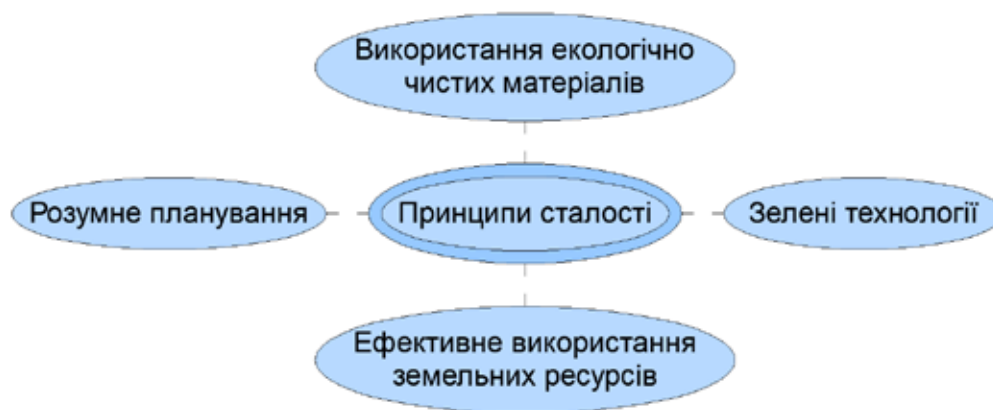 Використання екологічно
чистих матеріалів
Розумне планування
Принципи сталості
Зелені технології
Ефективне використання
земельних ресурсів